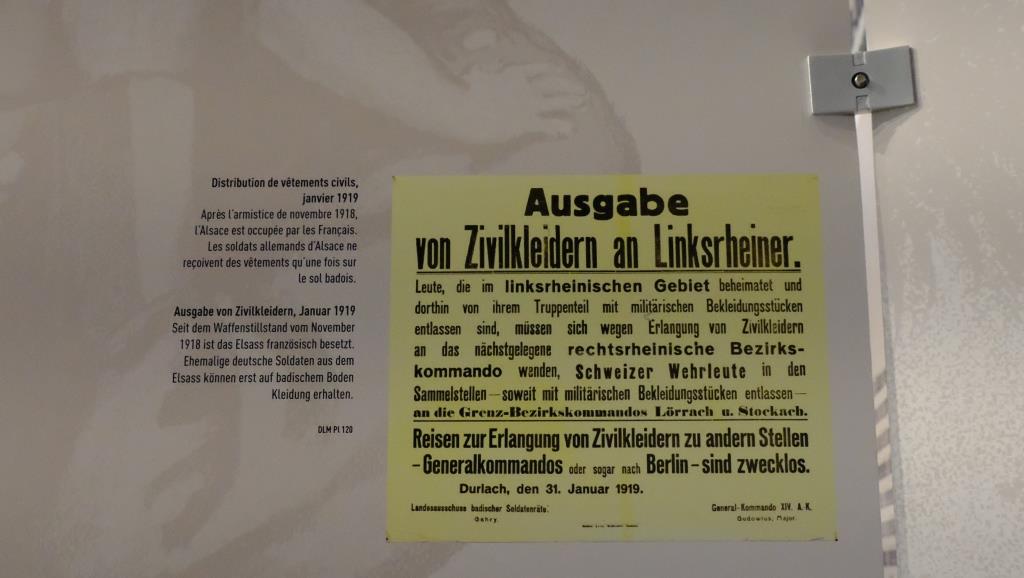 Distribution de vêtements civils,
janvier 1919
Après l'armistice de novembre 1918,
l'Alsace est occupée par les Français.
Les soldats allemands d'Alsace ne
reçoivent des vêtements qu'une fois sur
le sol badois.
Ausgabe von Zivilkleidern, Januar 1919
Seit dem Waffenstillstand vom November
1918 ist das Elsass französisch besetzt.
Ehemalige deutsche Soldaten aus dem
Elsass können erst auf badischem Boden
Kleidung erhalten.
DLM Pl 120
Ausgabe
von Zivilkleidern an Linksrheiner.
Leute, die im linksrheinischen Gebiet beheimatet und
dorthin von ihrem Truppenteil mit militärischen Bekleidungsstücken
entlassen sind, müssen sich wegen Erlangung von Zivilkleidern
an das nächstgelegene rechtsrheinische Bezirks-
kommando wenden, Schweizer Wehrleute in den
Sammelstellen — soweit mit militärischen Bekleidungsstücken entlassen —
an die Grenz-Bezirkskommandos Lörrach u. Stockach.
Reisen zur Erlangung von Zivilkleidern zu andern Stellen
– Generalkommandos oder sogar nach Berlin – sind zwecklos.
Durlach, den 31. Januar 1919.
Landesausschuss badischer Soldatenräte:
General-Kommando XIV. A. K.
Gudowius, Major.